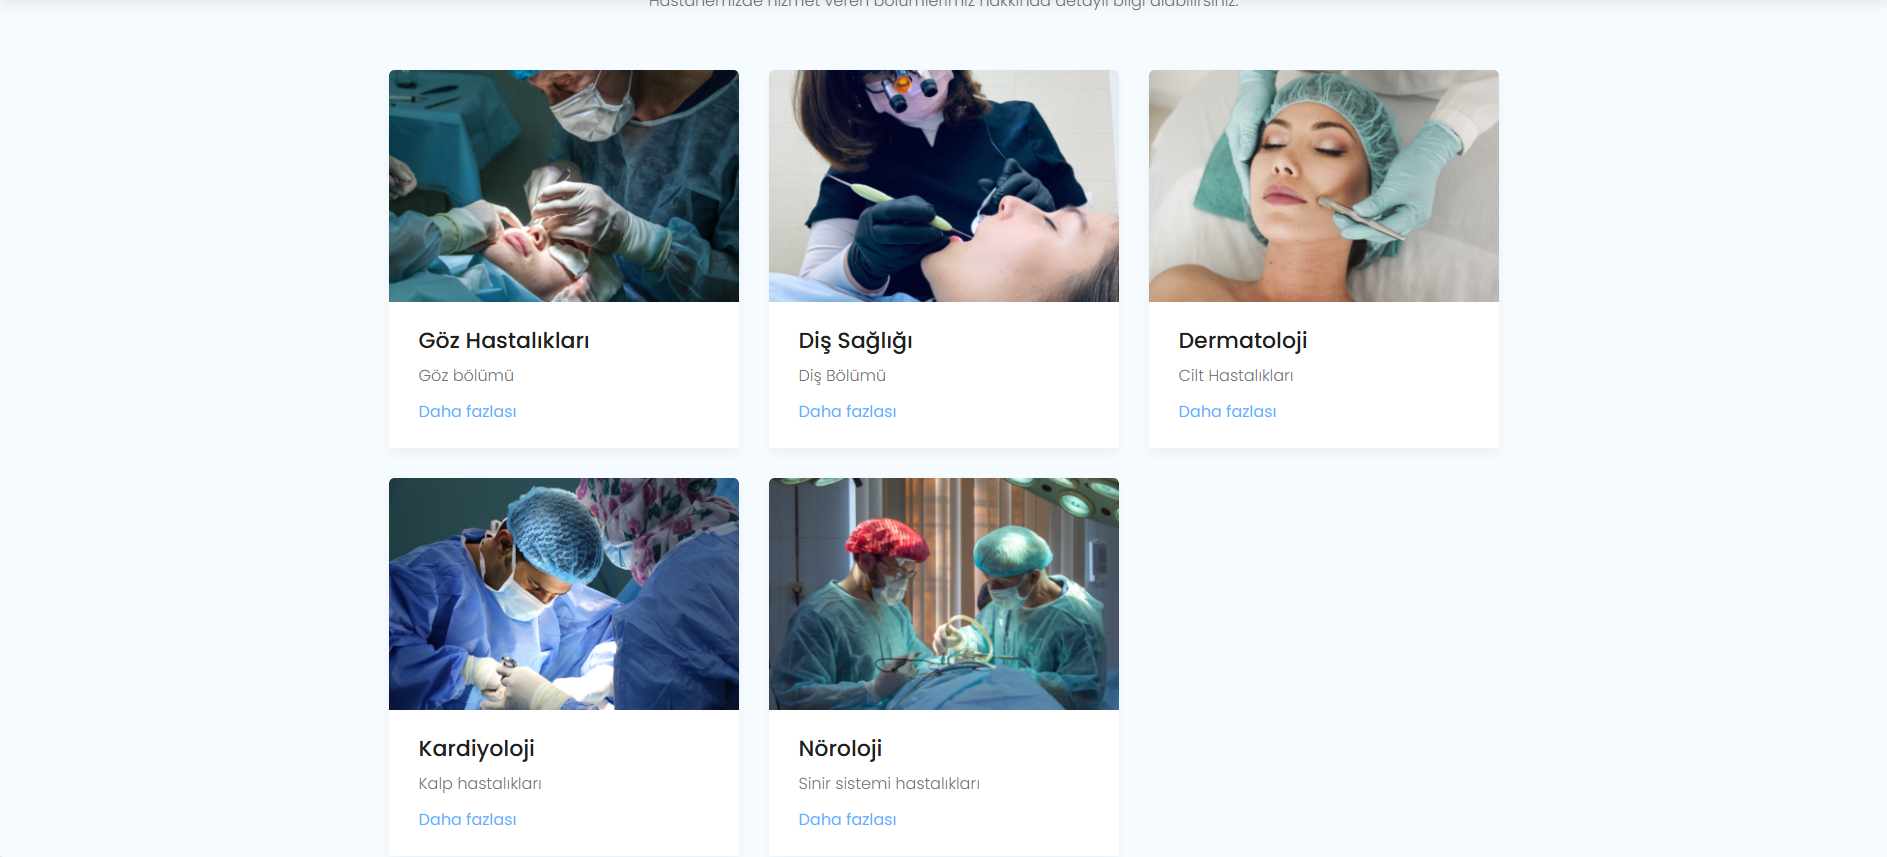 Hastanemizde hizmet veren bölümlerimiz hakkında detaylı bilgi alabilirsiniz.
Göz Hastalıkları
Göz bölümü
Daha fazlası
Diş Sağlığı
Diş Bölümü
Daha fazlası
Dermatoloji
Cilt Hastalıkları
Daha fazlası
Kardiyoloji
Kalp hastalıkları
Daha fazlası
Nöroloji
Sinir sistemi hastalıkları
Daha fazlası